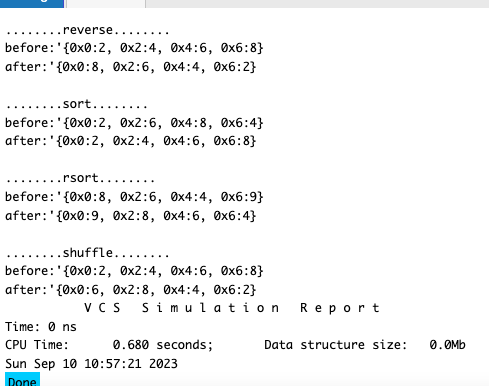 ........reverse........
before:'{0x0:2, 0x2:4, 0x4:6, 0x6:8}
after:'{0x0:8, 0x2:6, 0x4:4, 0x6:2}
........sort........
before:'{0x0:2, 0x2:6, 0x4:8, 0x6:4}
after:'{0x0:2, 0x2:4, 0x4:6, 0x6:8}
........rsort........
before:'{0x0:8, 0x2:6, 0x4:4, 0x6:9}
after:'{0x0:9, 0x2:8, 0x4:6, 0x6:4}
........shuffle........
before:'{0x0:2, 0x2:4, 0x4:6, 0x6:8}
after:'{0x0:6, 0x2:8, 0x4:4, 0x6:2}
V C S   S i m u l a t i o n   R e p o r t
Time: 0 ns
CPU Time:      0.680 seconds;       Data structure size:   0.0Mb
Sun Sep 10 10:57:21 2023
Done